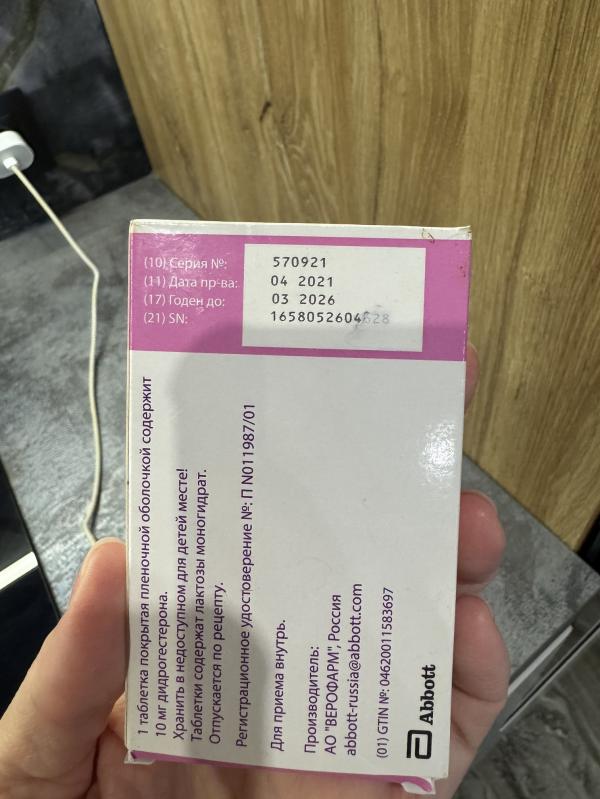 (10) Серия №: 570921
(11) Дата пр-ва: 04 2021
(17) Годен до: 03 2026
(21) SN: 1658052604628
1 таблетка покрытая пленочной оболочкой содержит
10 мг дидрогестерона.
Хранить в недоступном для детей месте!
Таблетки содержат лактозы моногидрат.
Отпускается по рецепту.
Регистрационное удостоверение №: П N011987/01
Для приема внутрь.
Производитель:
АО "ВЕРОФАРМ", Россия
abbott-russia@abbott.com
(01) GTIN №: 04620011583697
Abbott